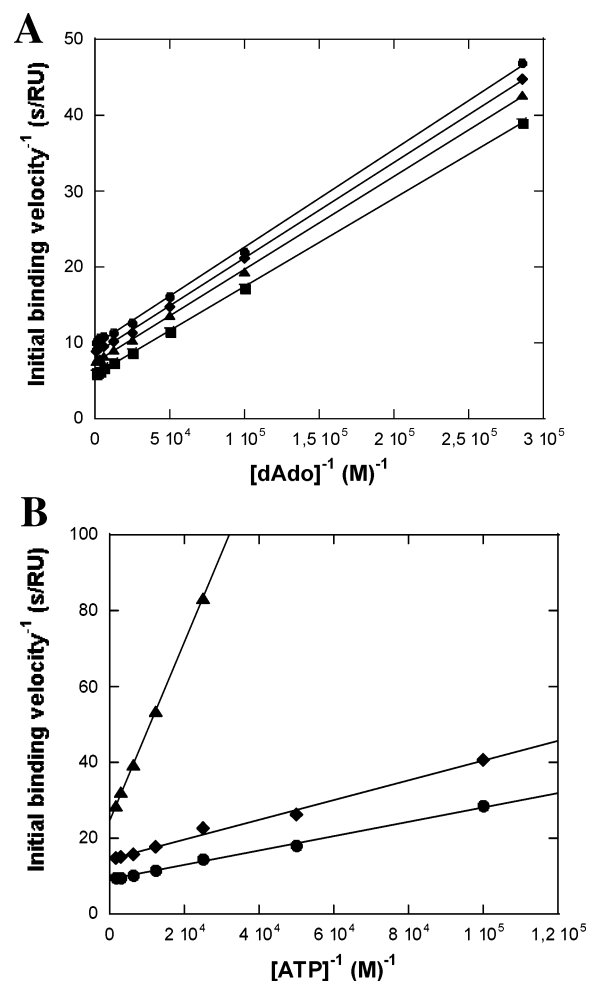 A
50
40
30
20
10
0
Initial binding velocity⁻¹ (s/RU)
0 5 10⁴ 1 10⁵ 1,5 10⁵ 2 10⁵ 2,5 10⁵ 3 10⁵
[dAdo]⁻¹ (M)⁻¹
B
100
80
60
40
20
0
Initial binding velocity⁻¹ (s/RU)
0 2 10⁴ 4 10⁴ 6 10⁴ 8 10⁴ 1 10⁵ 1,2 10⁵
[ATP]⁻¹ (M)⁻¹